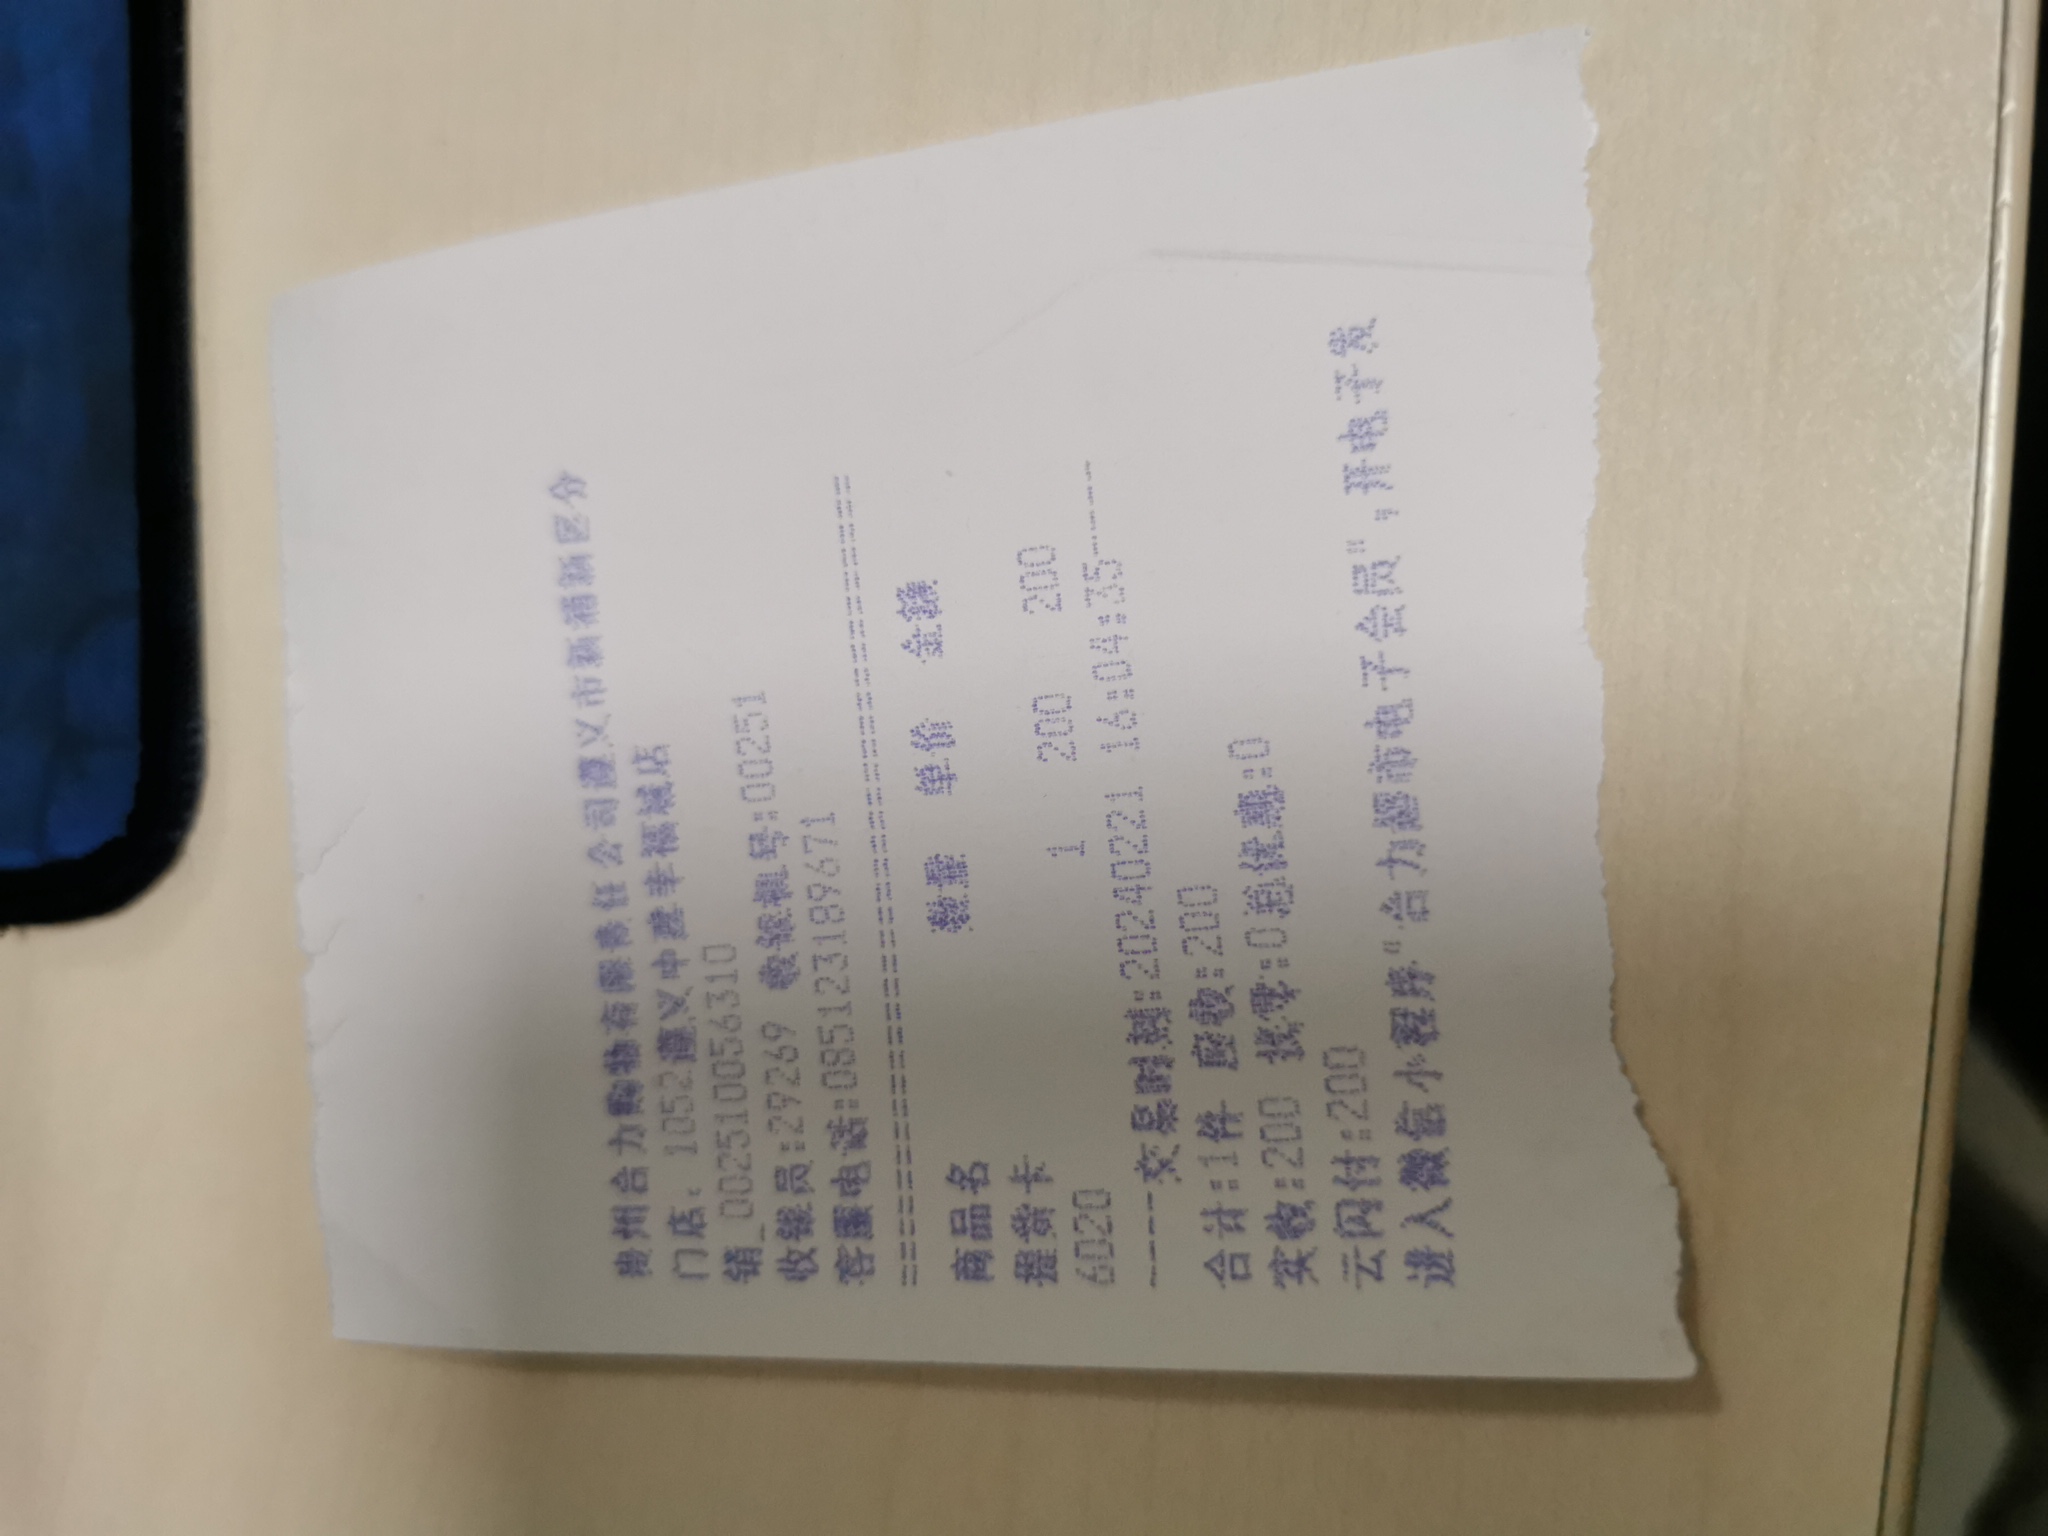 贵州合力购物有限责任公司遵义市新蒲新区分
门店: 1052遵义中建幸福城店
销_0025100056310
收银员:29269 收银机号:00251
客服电话:085123189671
==============================
商品名 数量 单价 金额
提货卡
6020 1 200 200
----交易时间:20240221 16:04:35-----
合计:1件 应收:200
实收:200 找零:0 总优惠:0
云闪付:200
进入微信小程序"合力超市电子会员",开电子发